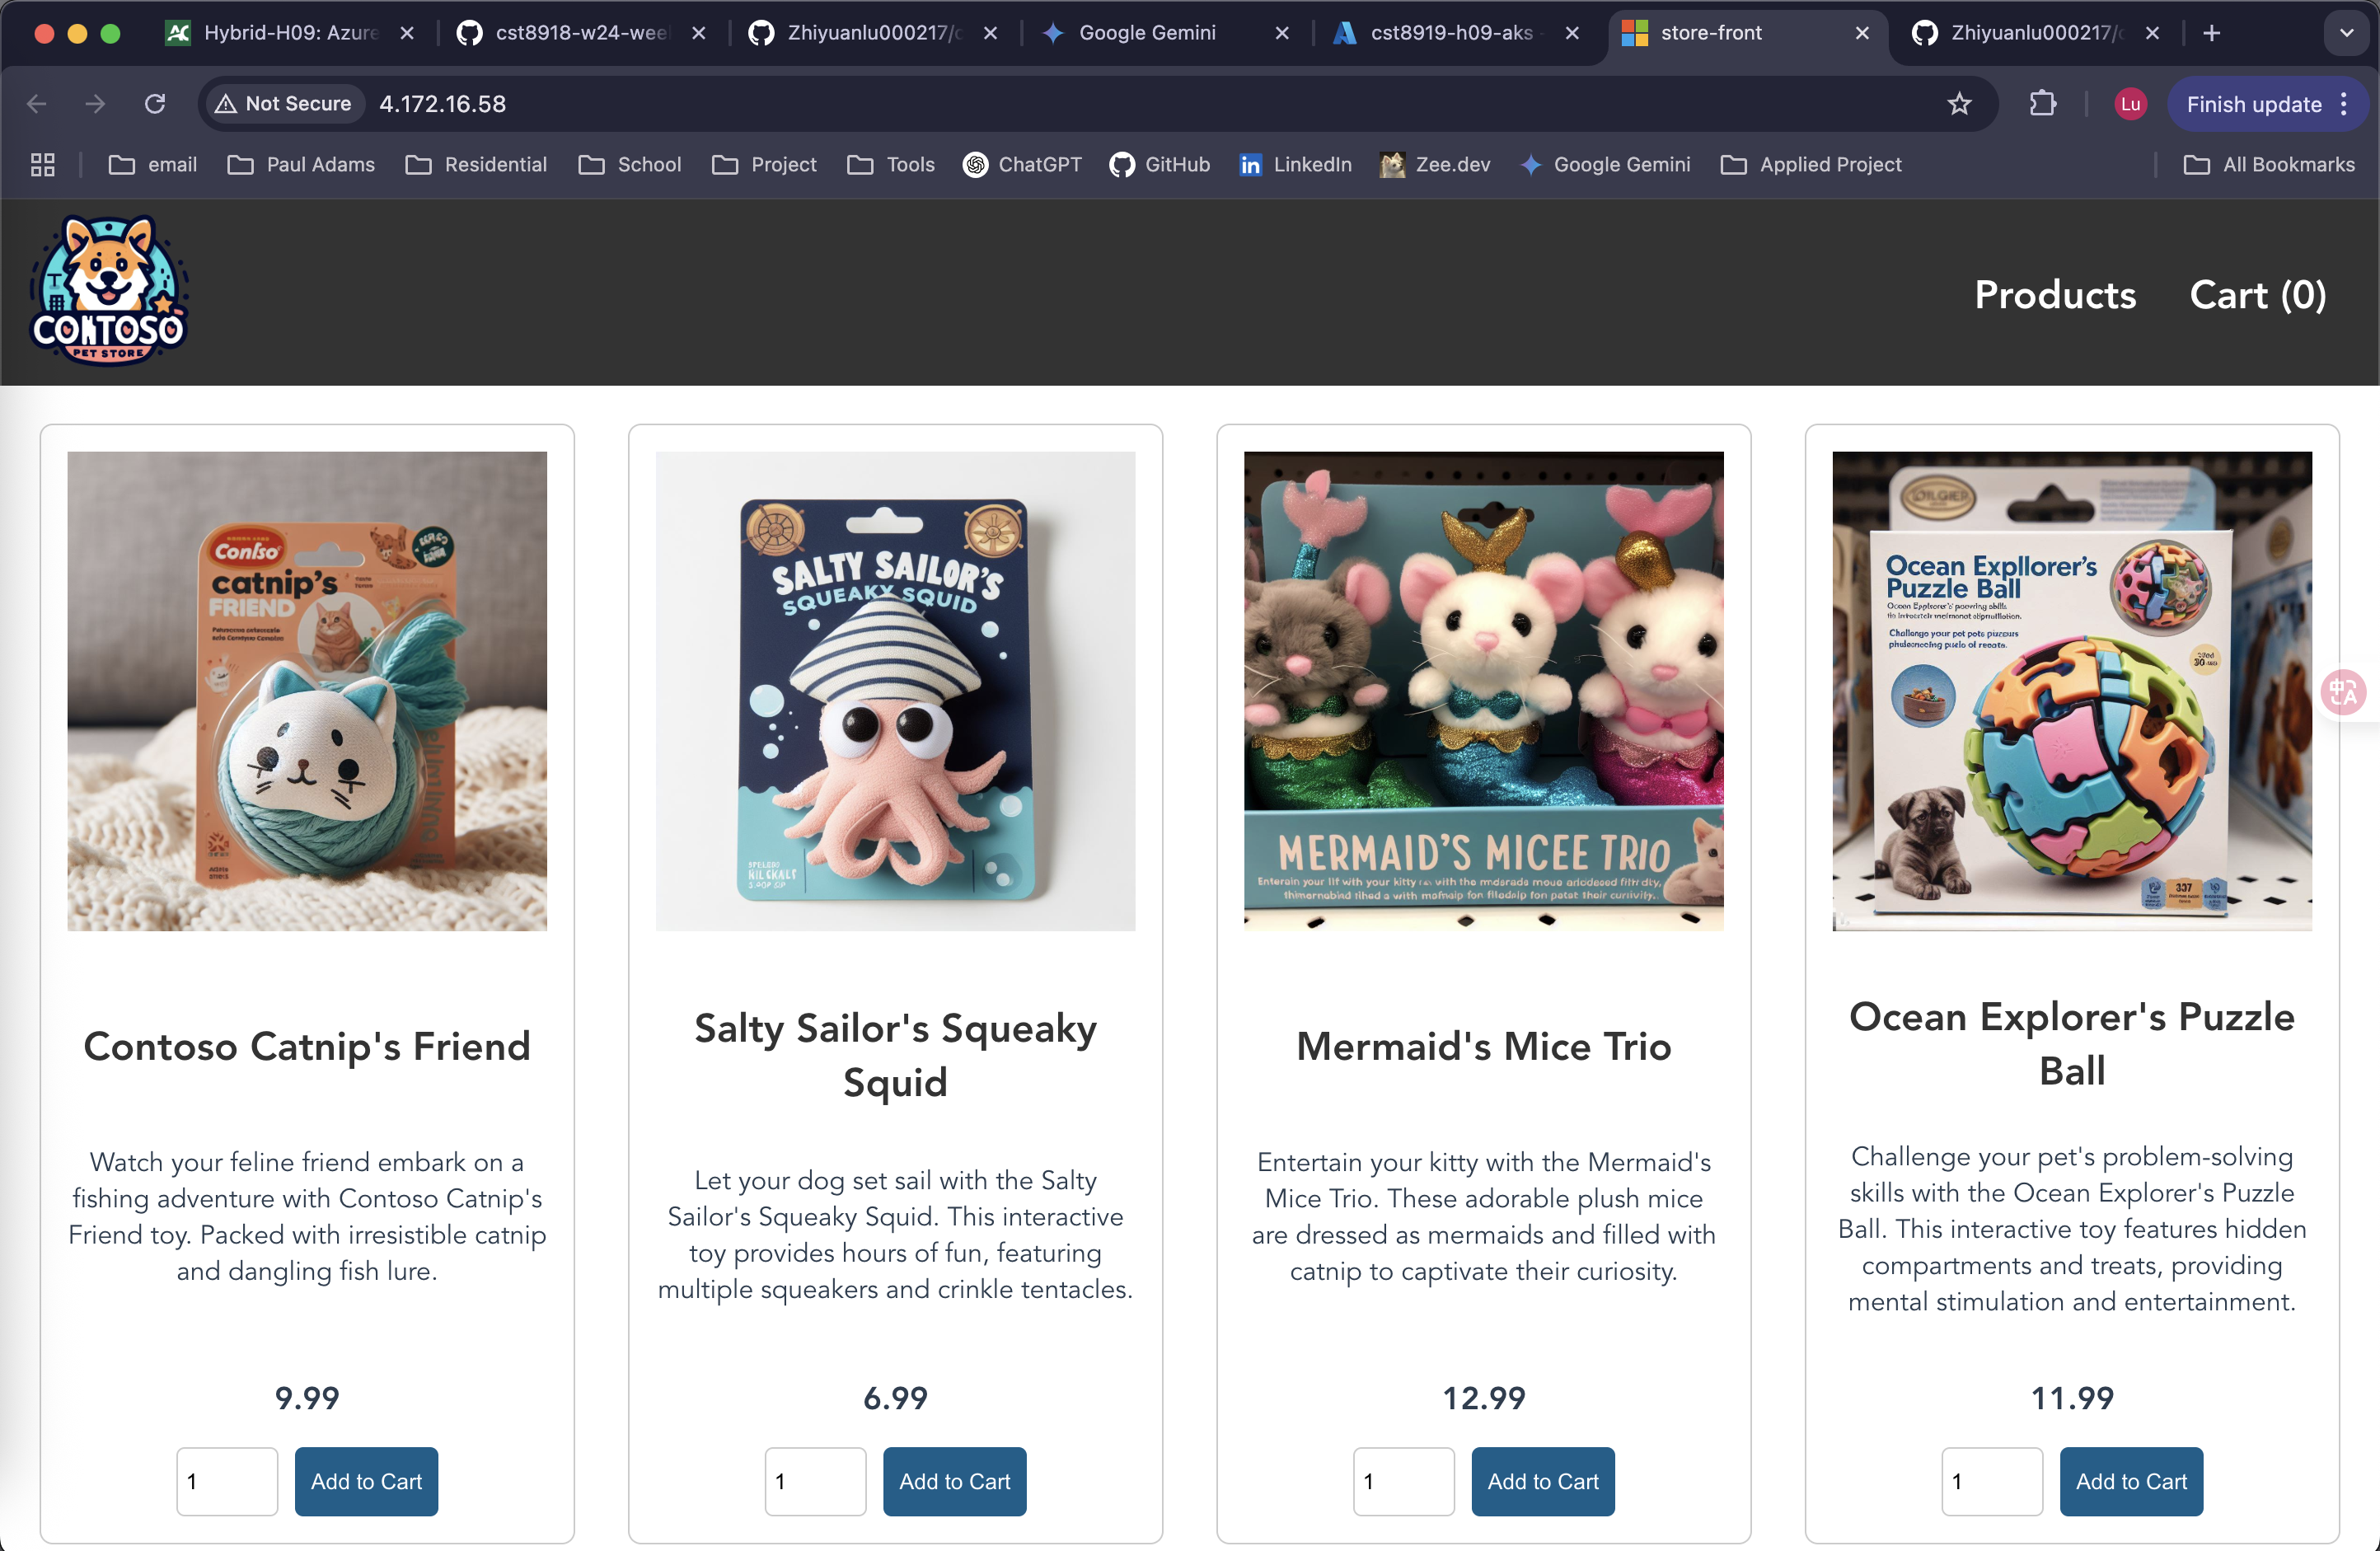 Hybrid-H09: Azure
cst8918-w24-wee
Zhiyuanlu000217/c
Google Gemini
cst8919-h09-aks
store-front
Zhiyuanlu000217/c
Not Secure
4.172.16.58
Lu
Finish update
email
Paul Adams
Residential
School
Project
Tools
ChatGPT
GitHub
LinkedIn
Zee.dev
Google Gemini
Applied Project
All Bookmarks
CONTOSO
PET STORE
Products
Cart (0)
Conlso
catnip's
FRIEND
SALTY SAILOR'S
SQUEAKY SQUID
MERMAID'S MICEE TRIO
Ocean Expllorer's
Puzzle Ball
Contoso Catnip's Friend
Watch your feline friend embark on a
fishing adventure with Contoso Catnip's
Friend toy. Packed with irresistible catnip
and dangling fish lure.
9.99
1
Add to Cart
Salty Sailor's Squeaky
Squid
Let your dog set sail with the Salty
Sailor's Squeaky Squid. This interactive
toy provides hours of fun, featuring
multiple squeakers and crinkle tentacles.
6.99
1
Add to Cart
Mermaid's Mice Trio
Entertain your kitty with the Mermaid's
Mice Trio. These adorable plush mice
are dressed as mermaids and filled with
catnip to captivate their curiosity.
12.99
1
Add to Cart
Ocean Explorer's Puzzle
Ball
Challenge your pet's problem-solving
skills with the Ocean Explorer's Puzzle
Ball. This interactive toy features hidden
compartments and treats, providing
mental stimulation and entertainment.
11.99
1
Add to Cart